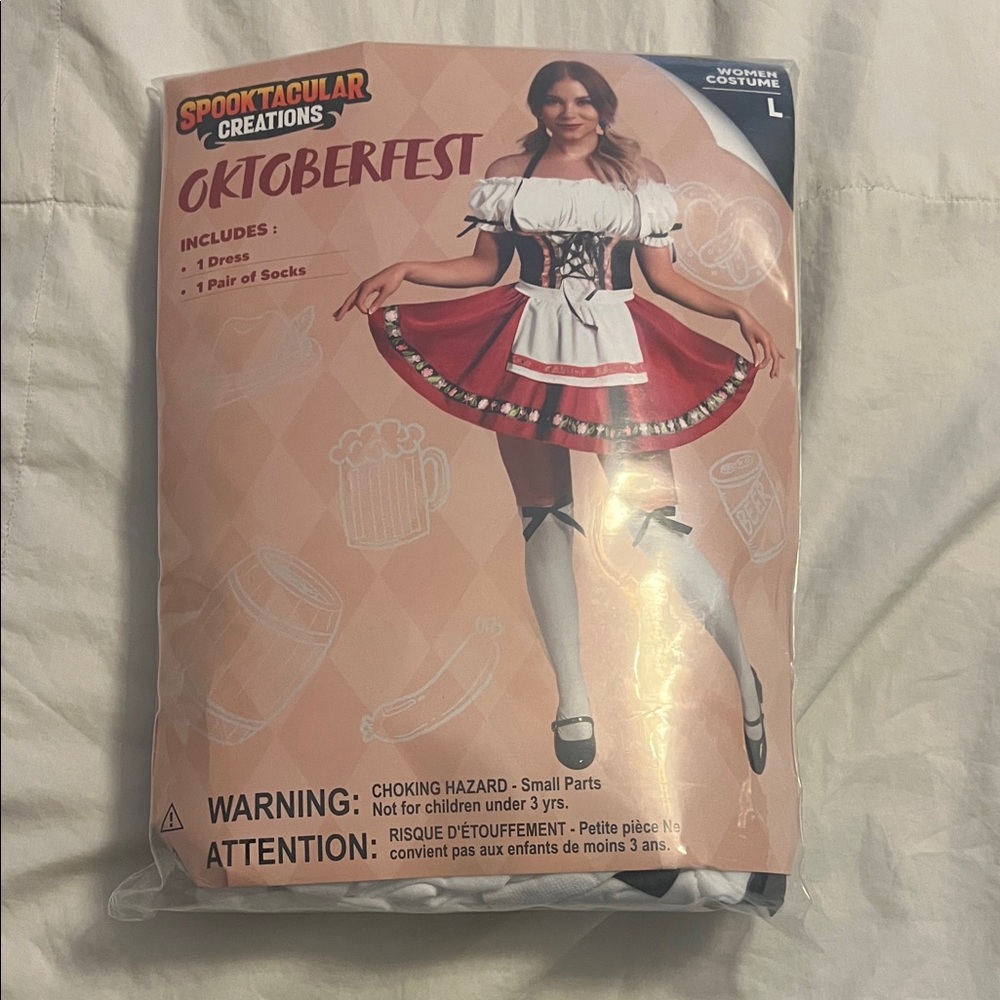 SPOOKTACULAR
CREATIONS
OKTOBERFEST
WOMEN
COSTUME
L
INCLUDES :
• 1 Dress
• 1 Pair of Socks
WARNING: CHOKING HAZARD - Small Parts
Not for children under 3 yrs.
ATTENTION: RISQUE D'ÉTOUFFEMENT - Petite pièce Ne
convient pas aux enfants de moins 3 ans.